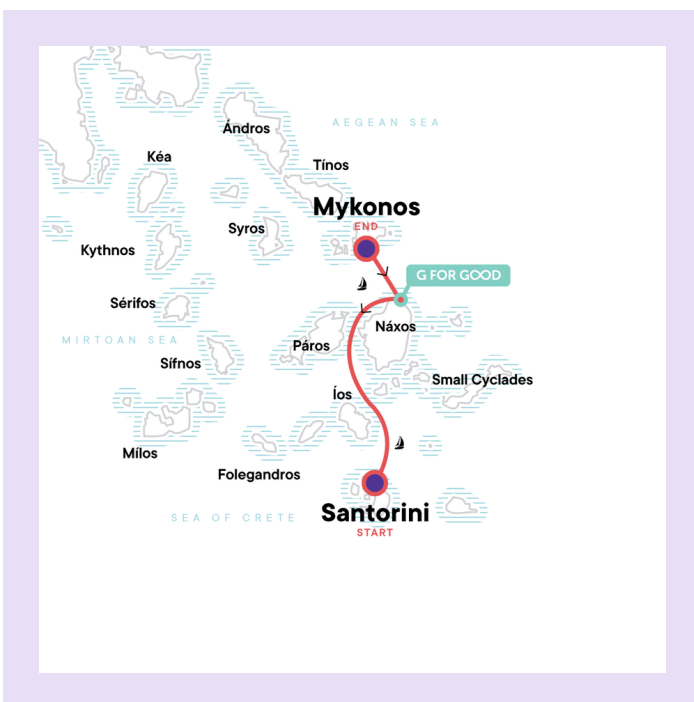 Ándros
AEGEAN SEA
Kéa
Tínos
Mykonos
END
Syros
Kythnos
G FOR GOOD
Sérifos
Náxos
MIRTOAN SEA
Páros
Sífnos
Small Cyclades
Íos
Mílos
Folegandros
Santorini
SEA OF CRETE
START